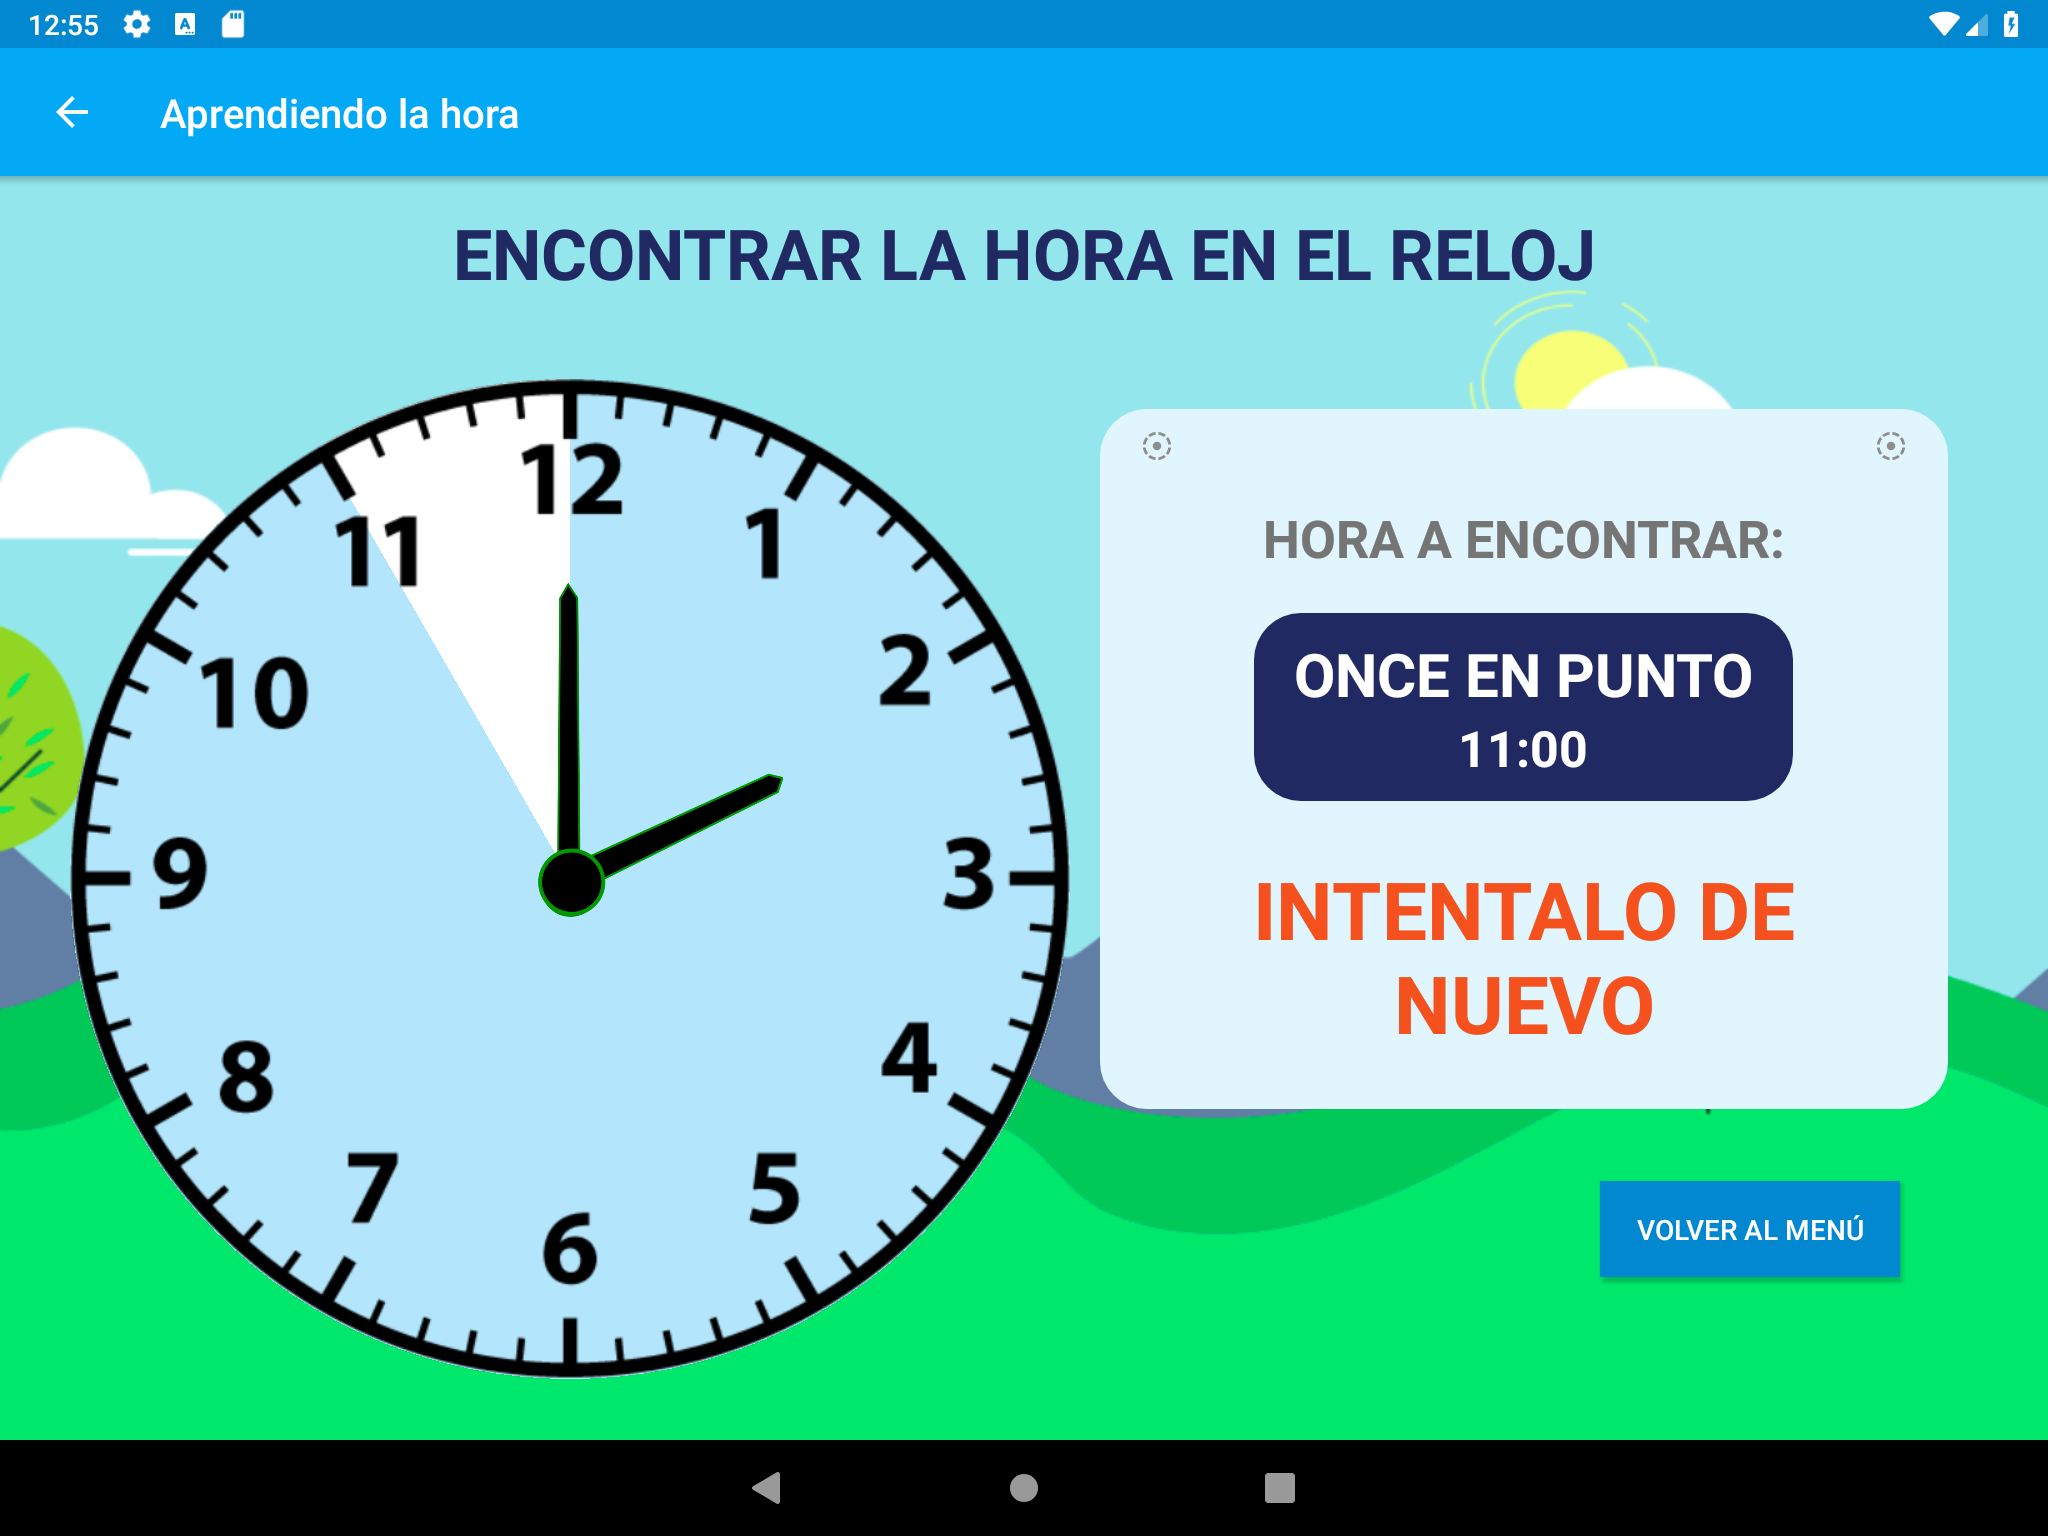 12:55
Aprendiendo la hora
ENCONTRAR LA HORA EN EL RELOJ
12
11
1
10
2
9
3
8
4
7
5
6
HORA A ENCONTRAR:
ONCE EN PUNTO
11:00
INTENTALO DE
NUEVO
VOLVER AL MENÚ